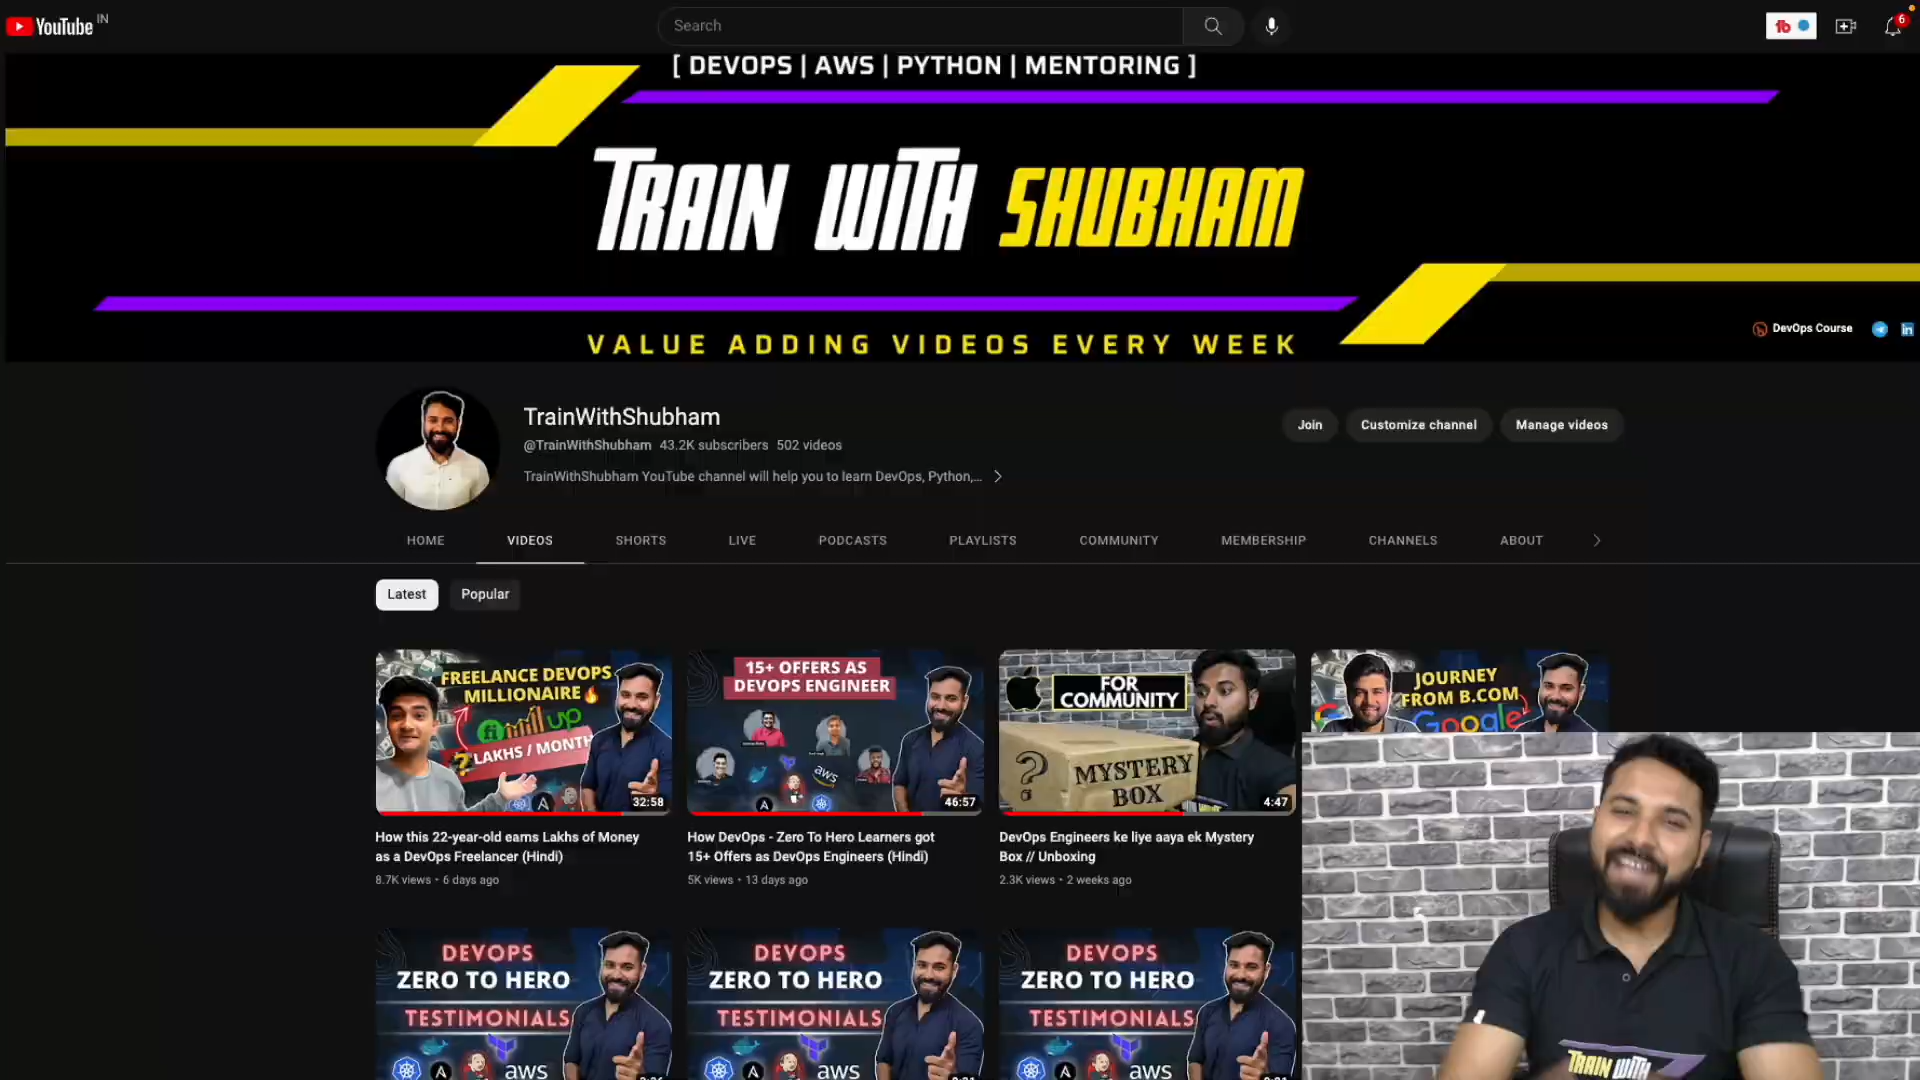 YouTube IN
Search
6
[ DEVOPS | AWS | PYTHON | MENTORING ]
TRAIN WITH SHUBHAM
VALUE ADDING VIDEOS EVERY WEEK
DevOps Course
TrainWithShubham
@TrainWithShubham 43.2K subscribers 502 videos
TrainWithShubham YouTube channel will help you to learn DevOps, Python,...
Join
Customize channel
Manage videos
HOME
VIDEOS
SHORTS
LIVE
PODCASTS
PLAYLISTS
COMMUNITY
MEMBERSHIP
CHANNELS
ABOUT
Latest
Popular
FREELANCE DEVOPS
MILLIONAIRE
? LAKHS / MONTH
32:58
How this 22-year-old earns Lakhs of Money
as a DevOps Freelancer (Hindi)
8.7K views • 6 days ago
15+ OFFERS AS
DEVOPS ENGINEER
aws
46:57
How DevOps - Zero To Hero Learners got
15+ Offers as DevOps Engineers (Hindi)
5K views • 13 days ago
FOR
COMMUNITY
?
MYSTERY
BOX
4:47
DevOps Engineers ke liye aaya ek Mystery
Box // Unboxing
2.3K views • 2 weeks ago
JOURNEY
FROM B.COM
Google
DEVOPS
ZERO TO HERO
TESTIMONIALS
aws
DEVOPS
ZERO TO HERO
TESTIMONIALS
aws
DEVOPS
ZERO TO HERO
TESTIMONIALS
aws
TRAIN WITH